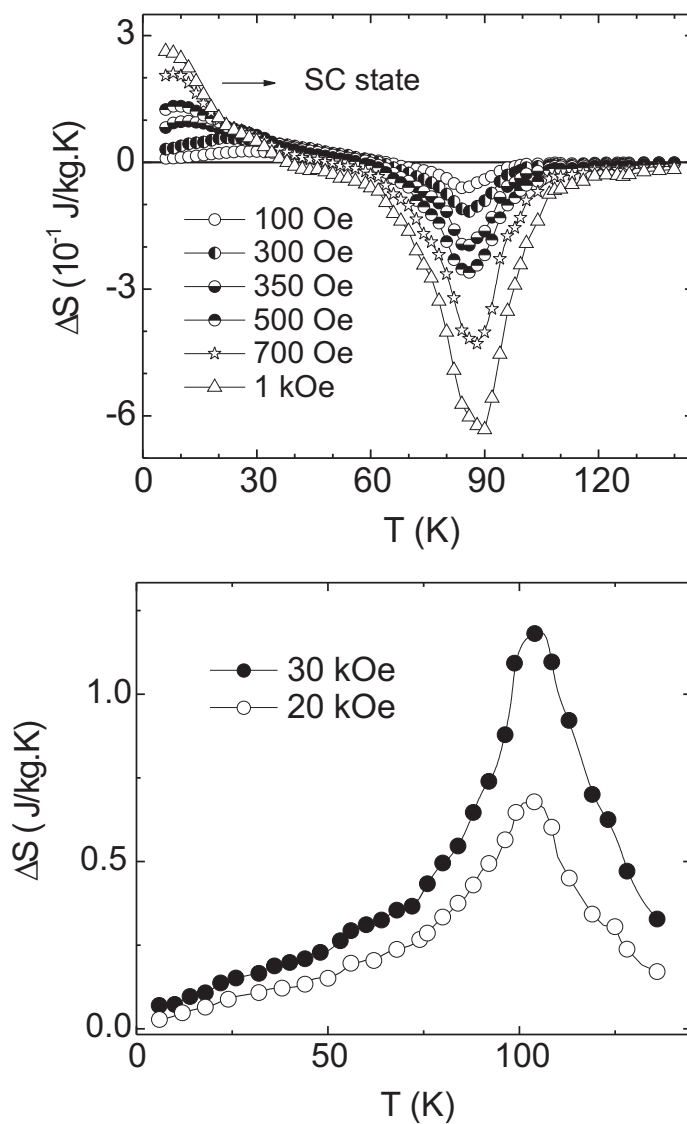 3
0
-3
-6
ΔS (10⁻¹ J/kg.K)
→ SC state
100 Oe
300 Oe
350 Oe
500 Oe
700 Oe
1 kOe
0 30 60 90 120
T (K)
1.0
0.5
0.0
ΔS ( J/kg.K)
30 kOe
20 kOe
0 50 100
T (K)